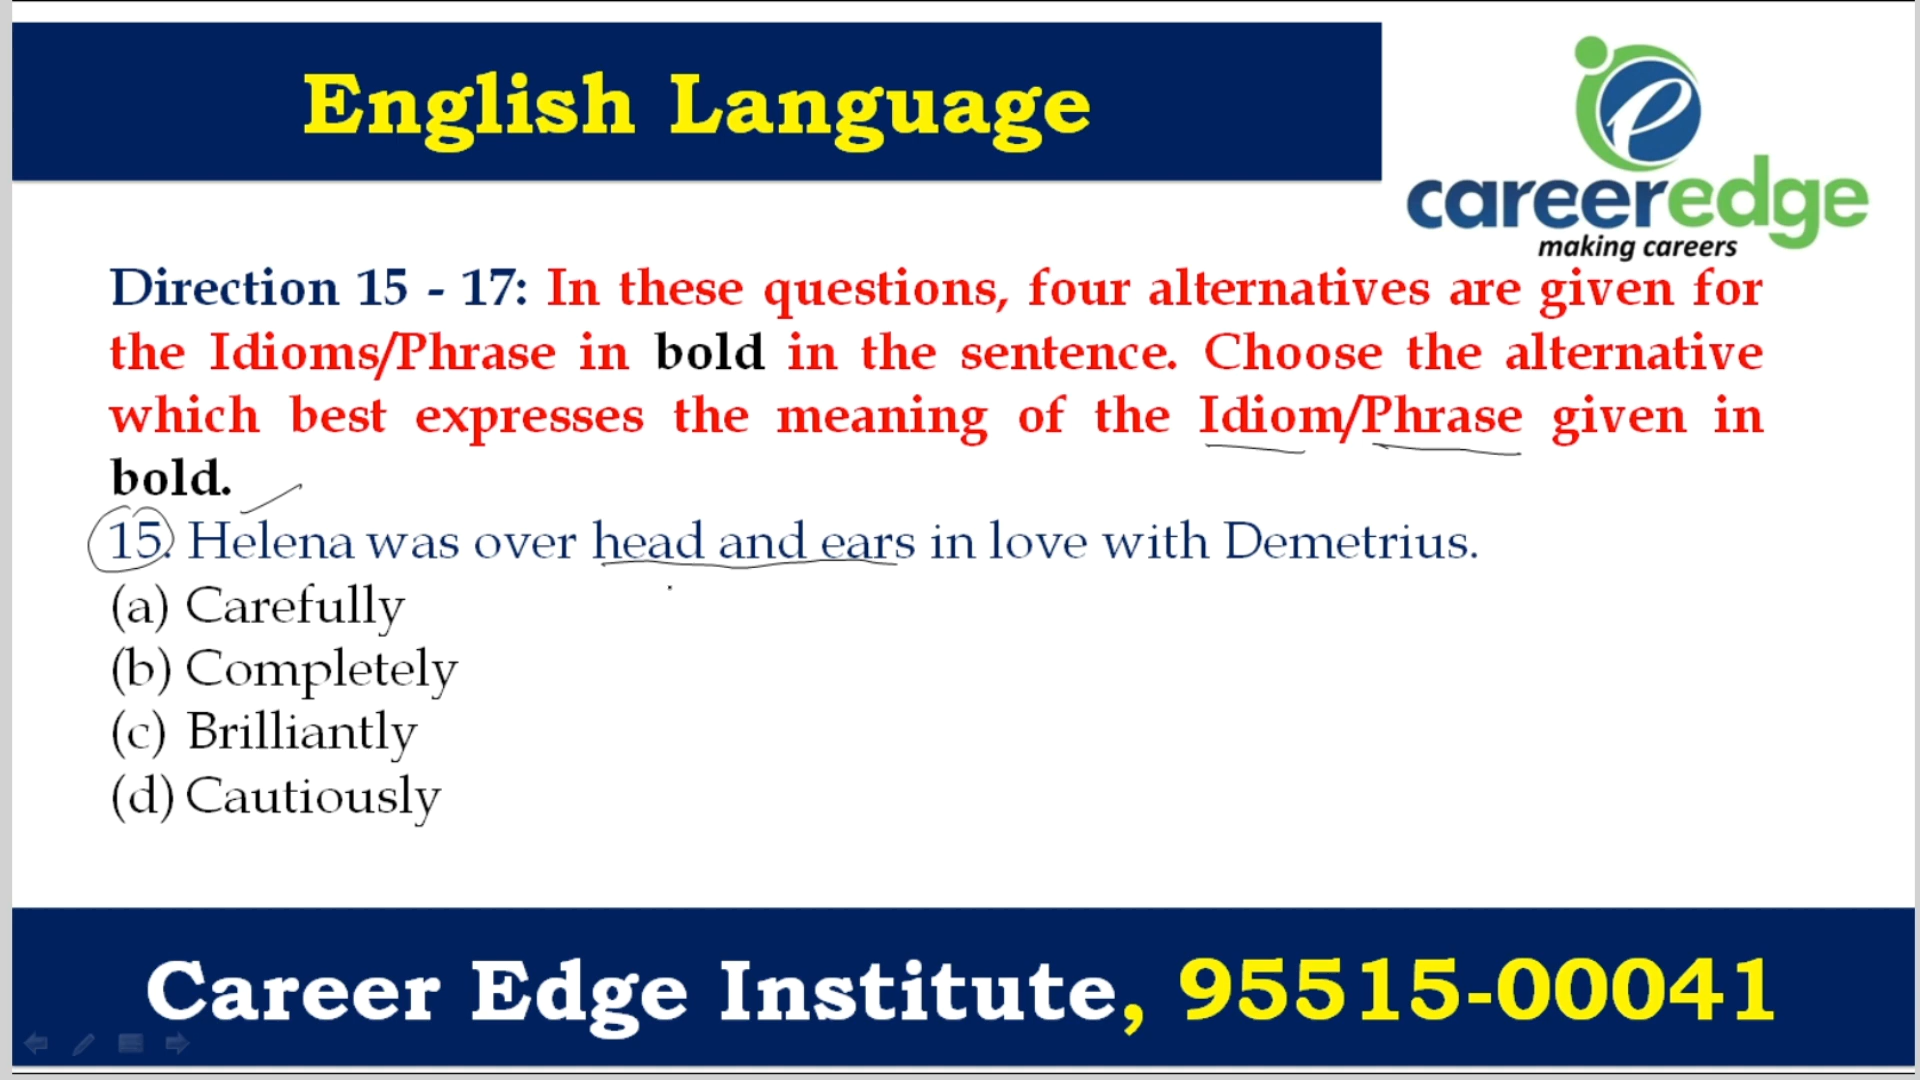 English Language
careeredge
making careers
Direction 15 - 17: In these questions, four alternatives are given for
the Idioms/Phrase in bold in the sentence. Choose the alternative
which best expresses the meaning of the Idiom/Phrase given in
bold.
15. Helena was over head and ears in love with Demetrius.
(a) Carefully
(b) Completely
(c) Brilliantly
(d) Cautiously
Career Edge Institute, 95515-00041